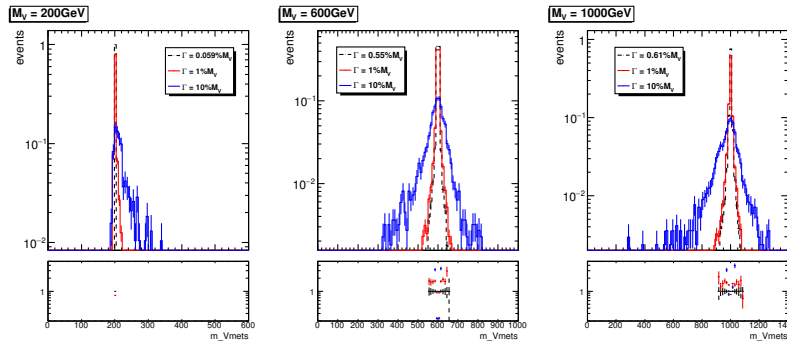 M_V = 200GeV
events
Γ = 0.059%M_V
Γ = 1%M_V
Γ = 10%M_V
1
10⁻¹
10⁻²
1
0 100 200 300 400 500 600
m_Vmets
M_V = 600GeV
events
Γ = 0.55%M_V
Γ = 1%M_V
Γ = 10%M_V
1
10⁻¹
10⁻²
1
0 100 200 300 400 500 600 700 800 900 1000
m_Vmets
M_V = 1000GeV
events
Γ = 0.61%M_V
Γ = 1%M_V
Γ = 10%M_V
1
10⁻¹
10⁻²
1
0 200 400 600 800 1000 1200
m_Vmets